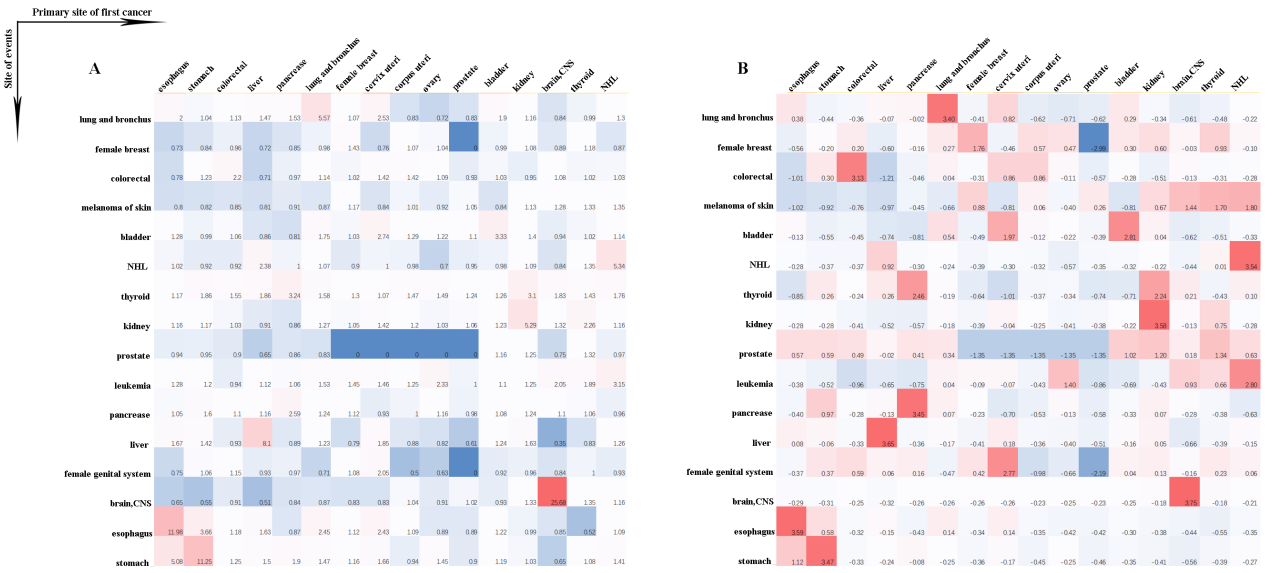 Primary site of first cancer
Site of events
A
esophagus stomach colorectal liver pancrease lung and bronchus female breast cervix uteri corpus uteri ovary prostate bladder kidney brain,CNS thyroid NHL
lung and bronchus 2 1.04 1.13 1.47 1.53 5.57 1.07 2.53 0.83 0.72 0.83 1.9 1.16 0.84 0.99 1.3
female breast 0.73 0.84 0.96 0.72 0.85 0.98 1.43 0.76 1.07 1.04 0 0.99 1.08 0.89 1.18 0.87
colorectal 0.78 1.23 2.2 0.71 0.97 1.14 1.02 1.42 1.42 1.09 0.93 1.03 0.95 1.08 1.02 1.03
melanoma of skin 0.8 0.82 0.85 0.81 0.91 0.87 1.17 0.84 1.01 0.92 1.05 0.84 1.13 1.28 1.33 1.35
bladder 1.28 0.99 1.06 0.86 0.81 1.75 1.03 2.74 1.29 1.22 1.1 3.33 1.4 0.94 1.02 1.14
NHL 1.02 0.92 0.92 2.38 1 1.07 0.9 1 0.98 0.7 0.95 0.98 1.09 0.84 1.35 5.34
thyroid 1.17 1.86 1.55 1.86 3.24 1.58 1.3 1.07 1.47 1.49 1.24 1.26 3.1 1.83 1.43 1.76
kidney 1.16 1.17 1.03 0.91 0.86 1.27 1.05 1.42 1.2 1.03 1.06 1.23 5.29 1.32 2.26 1.16
prostate 0.94 0.95 0.9 0.65 0.86 0.83 0 0 0 0 0 1.16 1.25 0.75 1.32 0.97
leukemia 1.28 1.2 0.94 1.12 1.06 1.53 1.45 1.46 1.25 2.33 1 1.1 1.25 2.05 1.89 3.15
pancrease 1.05 1.6 1.1 1.16 2.59 1.24 1.12 0.93 1 1.16 0.98 1.08 1.24 1.1 1.06 0.96
liver 1.67 1.42 0.93 8.1 0.89 1.23 0.79 1.85 0.88 0.82 0.61 1.24 1.63 0.35 0.83 1.26
female genital system 0.75 1.06 1.15 0.93 0.97 0.71 1.08 2.05 0.5 0.63 0 0.92 0.96 0.84 1 0.93
brain,CNS 0.65 0.55 0.91 0.51 0.84 0.87 0.83 0.83 1.04 0.91 1.02 0.93 1.33 25.66 1.35 1.16
esophagus 11.98 3.66 1.18 1.63 0.87 2.45 1.12 2.43 1.09 0.89 0.89 1.22 0.99 0.85 0.52 1.09
stomach 5.08 11.25 1.25 1.5 1.9 1.47 1.16 1.66 0.94 1.45 0.9 1.19 1.03 0.65 1.08 1.41
B
esophagus stomach colorectal liver pancrease lung and bronchus female breast cervix uteri corpus uteri ovary prostate bladder kidney brain,CNS thyroid NHL
lung and bronchus 0.38 -0.44 -0.36 -0.07 -0.02 3.40 -0.41 0.82 -0.62 -0.71 -0.62 0.29 -0.34 -0.61 -0.48 -0.22
female breast -0.56 -0.20 0.20 -0.60 -0.16 0.27 1.76 -0.46 0.57 0.47 -2.99 0.30 0.60 -0.03 0.93 -0.10
colorectal -1.01 0.30 3.13 -1.21 -0.46 0.04 -0.31 0.86 0.86 -0.11 -0.57 -0.28 -0.51 -0.13 -0.31 -0.28
melanoma of skin -1.02 -0.92 -0.76 -0.97 -0.45 -0.66 0.88 -0.81 0.06 -0.40 0.26 -0.81 0.67 1.44 1.70 1.80
bladder -0.13 -0.55 -0.45 -0.74 -0.81 0.54 -0.49 1.97 -0.12 -0.22 -0.39 2.81 0.04 -0.62 -0.51 -0.33
NHL -0.28 -0.37 -0.37 0.92 -0.30 -0.24 -0.39 -0.30 -0.32 -0.57 -0.35 -0.32 -0.22 -0.44 0.01 3.54
thyroid -0.85 0.26 -0.24 0.26 2.46 -0.19 -0.64 -1.01 -0.37 -0.34 -0.74 -0.71 2.24 0.21 -0.43 0.10
kidney -0.28 -0.28 -0.41 -0.52 -0.57 -0.18 -0.39 -0.04 -0.25 -0.41 -0.38 -0.22 3.58 -0.13 0.75 -0.28
prostate 0.57 0.59 0.49 -0.02 0.41 0.34 -1.35 -1.35 -1.35 -1.35 -1.35 1.02 1.20 0.18 1.34 0.63
leukemia -0.38 -0.52 -0.96 -0.65 -0.75 0.04 -0.09 -0.07 -0.43 1.40 -0.86 -0.69 -0.43 0.93 0.66 2.80
pancrease -0.40 0.97 -0.28 -0.13 3.45 0.07 -0.23 -0.70 -0.53 -0.13 -0.58 -0.33 0.07 -0.28 -0.38 -0.63
liver 0.08 -0.06 -0.33 3.65 -0.36 -0.17 -0.41 0.18 -0.36 -0.40 -0.51 -0.16 0.05 -0.66 -0.39 -0.15
female genital system -0.37 0.37 0.59 0.06 0.16 -0.47 0.42 2.77 -0.98 -0.66 -2.19 0.04 0.13 -0.16 0.23 0.06
brain,CNS -0.29 -0.31 -0.25 -0.32 -0.26 -0.26 -0.26 -0.26 -0.23 -0.25 -0.23 -0.25 -0.18 3.75 -0.18 -0.21
esophagus 3.59 0.58 -0.32 -0.15 -0.43 0.14 -0.34 0.14 -0.35 -0.42 -0.42 -0.30 -0.38 -0.44 -0.55 -0.35
stomach 1.12 3.47 -0.33 -0.24 -0.08 -0.25 -0.37 -0.17 -0.45 -0.25 -0.46 -0.35 -0.41 -0.56 -0.39 -0.27